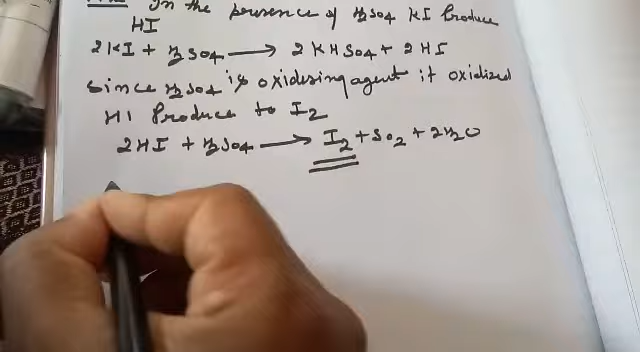 In the presence of H2SO4 KI Produce
HI
2KI + H2SO4 → 2KHSO4 + 2HI
Since H2SO4 is oxidesing agent it oxidized
HI Produce to I2
2HI + H2SO4 → I2 + SO2 + 2H2O